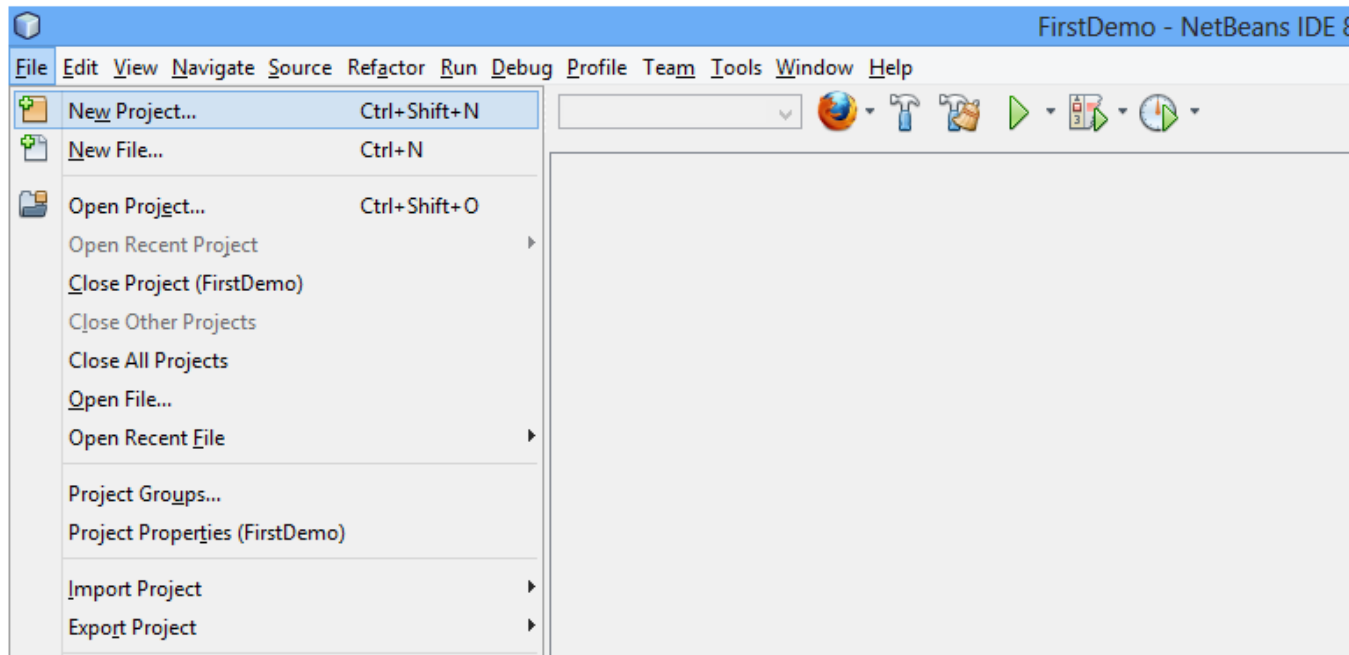 FirstDemo - NetBeans IDE 8
File Edit View Navigate Source Refactor Run Debug Profile Team Tools Window Help
New Project... Ctrl+Shift+N
New File... Ctrl+N
Open Project... Ctrl+Shift+O
Open Recent Project
Close Project (FirstDemo)
Close Other Projects
Close All Projects
Open File...
Open Recent File
Project Groups...
Project Properties (FirstDemo)
Import Project
Export Project